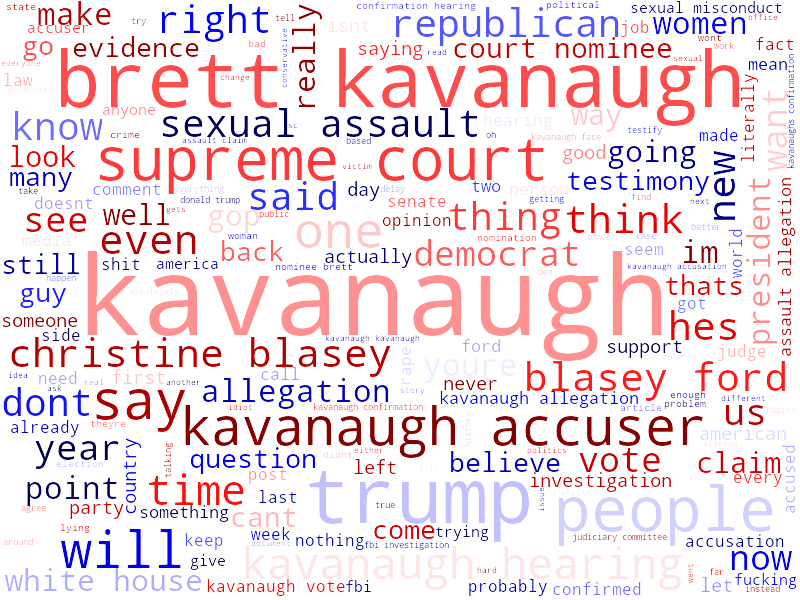 state
try
confirmation hearing
political
sexual misconduct
office
make
accuser
right
tell
isnt
republican
job
women
wont
work
go
evidence
bad
conservative
really
saying
read
court nominee
sexual
fact
mean
everyone
law
brett kavanaugh
change
literally
want
kavanaughs confirmation
know
anyone
crime
sexual assault
sc
assault claim
based
oh
hearing
kavanaugh face
way
testify
made
look
supreme court
victim
good
going
new
many
take
comment
everything
donald trump
said
day
delay
two
getting
person
testimony
find
next
doesnt
gets
public
senate
opinion
thing
think
better
president
see
well
gop
one
nomination
power
case
world
assault allegation
media
even
woman
back
actually
democrat
seem
im
still
shit
america
nominee brett
dem
kavanaugh accusation
guy
happen
absolutely
kavanaugh
thats
got
someone
hes
side
kavanaugh kavanaugh
ford
support
judge
christine blasey
rape
youre
idea
need
real
first
another
call
never
blasey ford
enough
problem
dont
ask
say
allegation
story
kavanaugh allegation
different
already
theyre
idiot
kavanaugh confirmation
article
us
rapist
year
kavanaugh accuser
history
american
alleged
election
country
talking
question
didnt
either
politics
believe
vote
claim
accused
point
left
life
post
investigation
every
agree
party
time
last
true
trump
issue
people
lying
something
cant
come
trying
around
will
keep
week
nothing
document
fbi investigation
judiciary committee
accusation
now
give
kavanaugh hearing
hard
went
far
fucking
white house
kavanaugh vote
fbi
probably
confirmed
let
instead